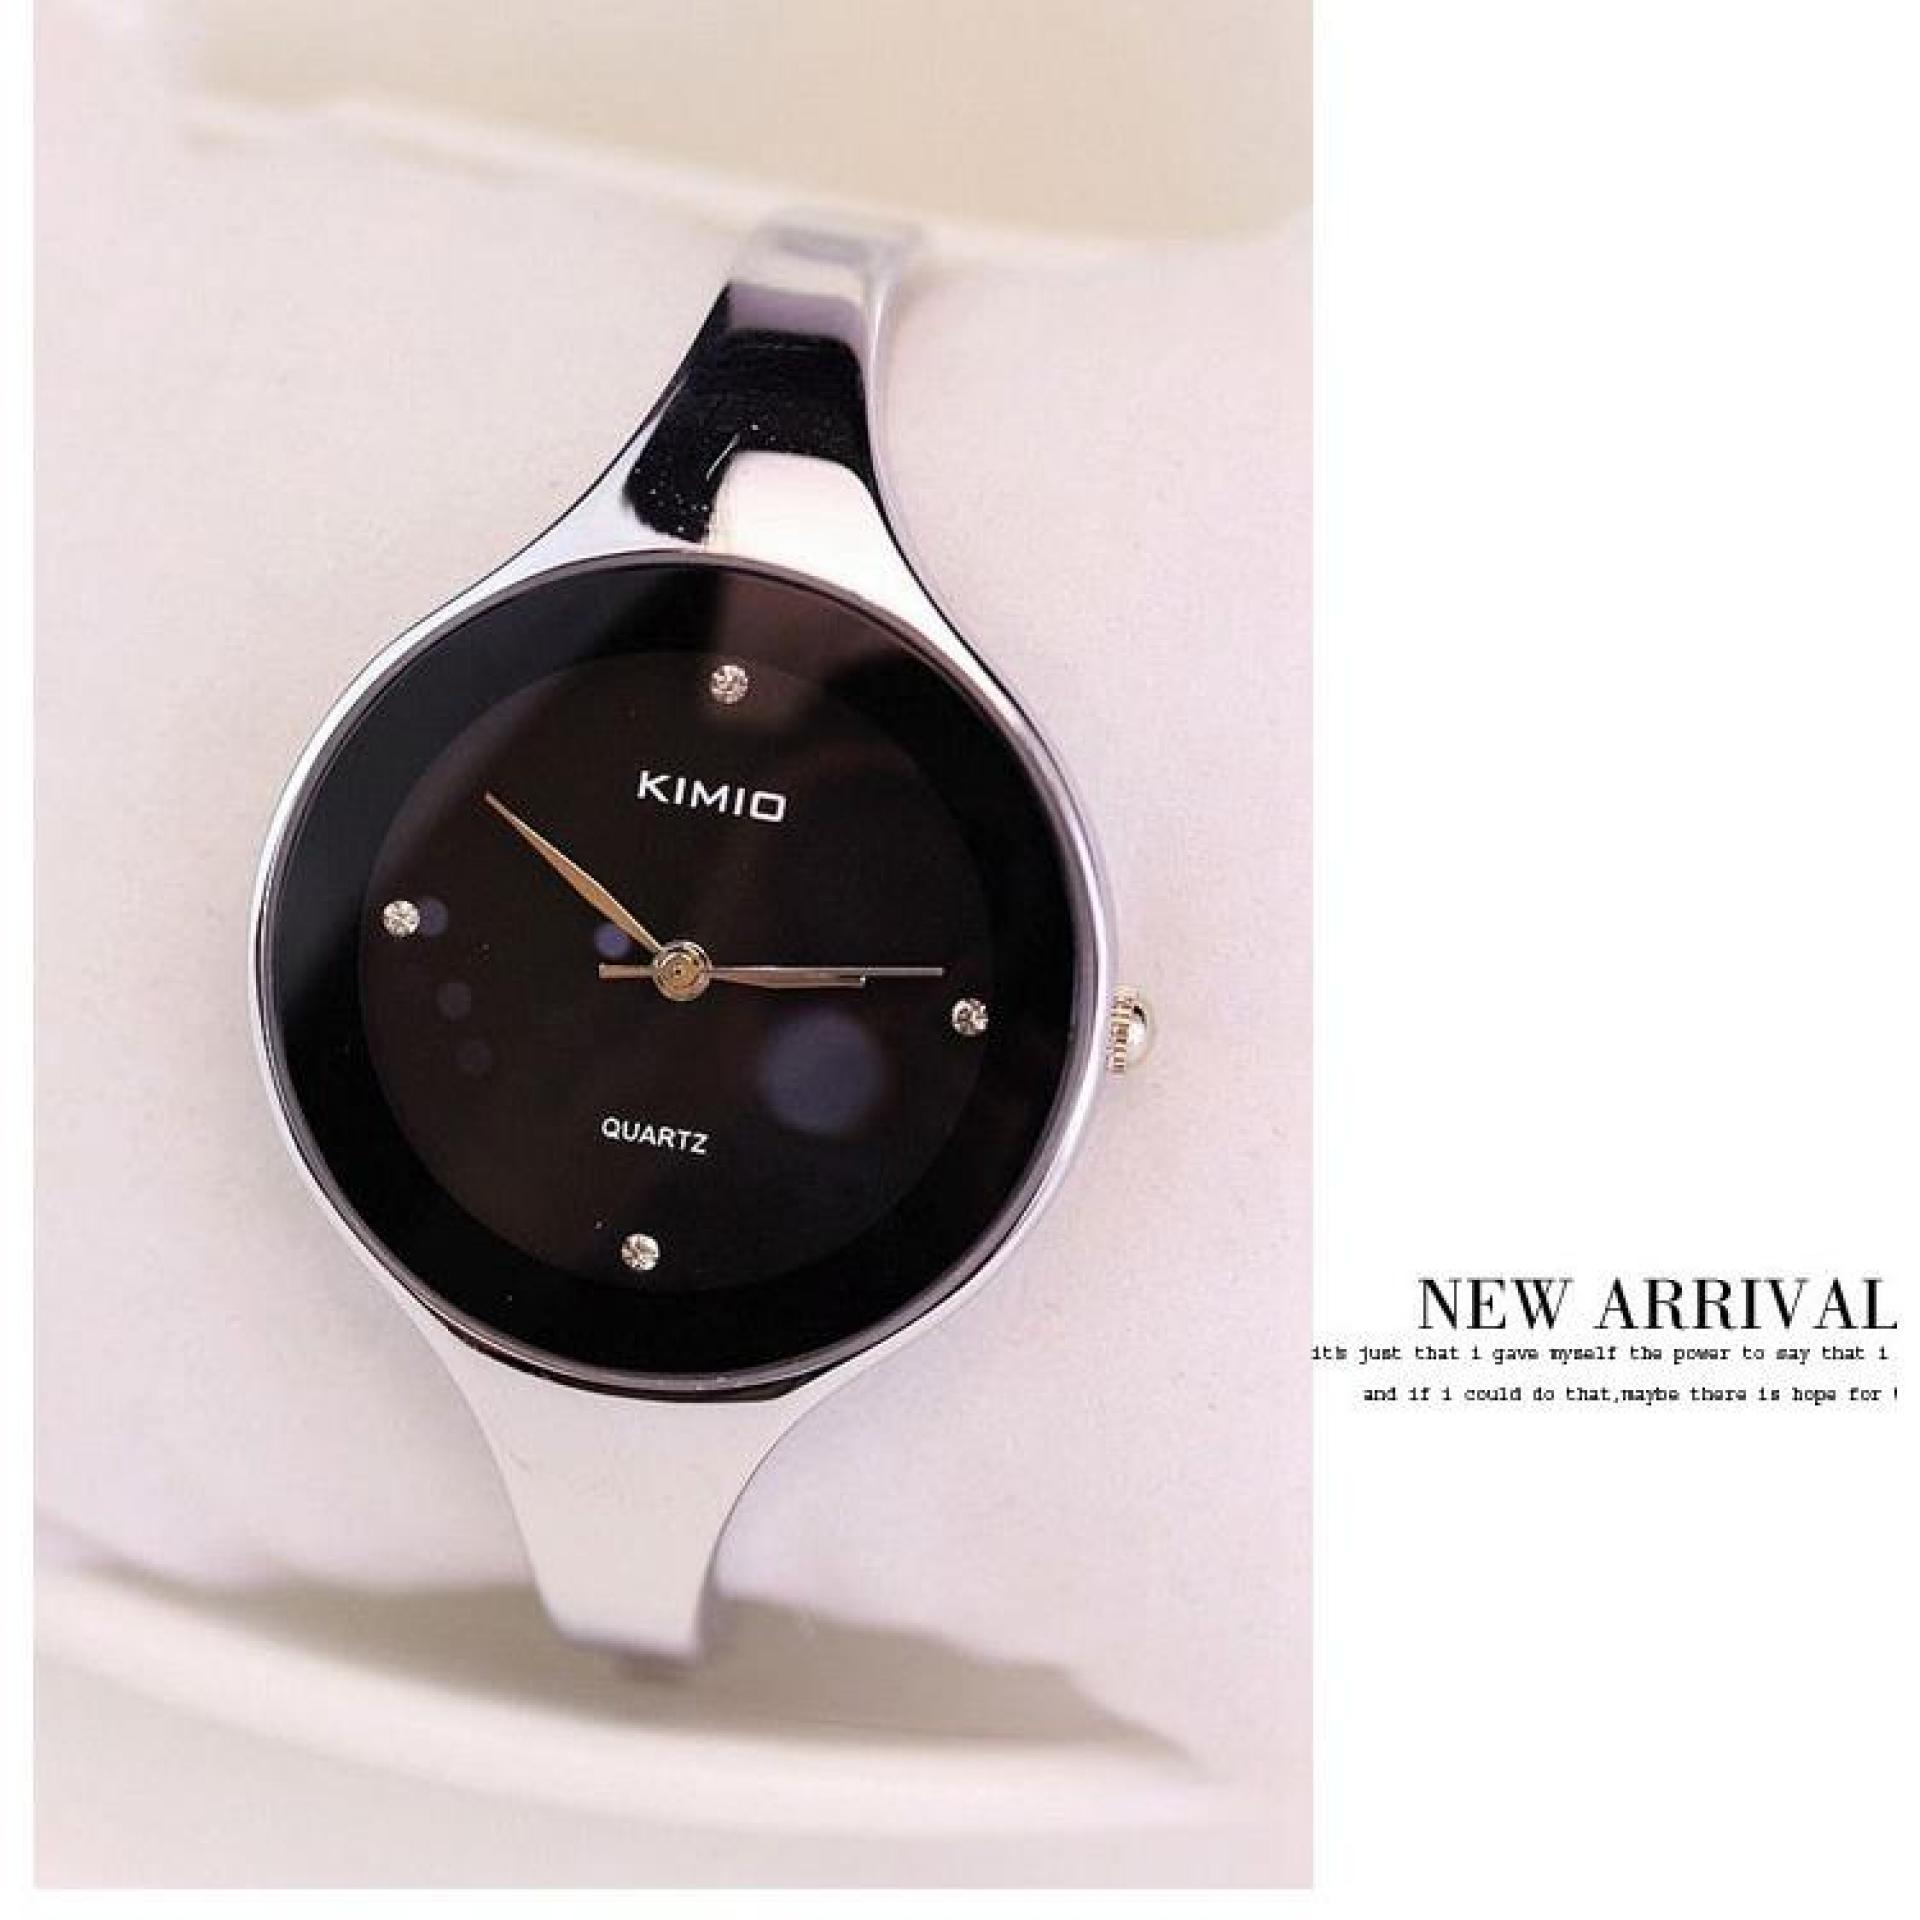 KIMIO
QUARTZ
NEW ARRIVAL
it's just that i gave myself the power to say that i
and if i could do that,maybe there is hope for